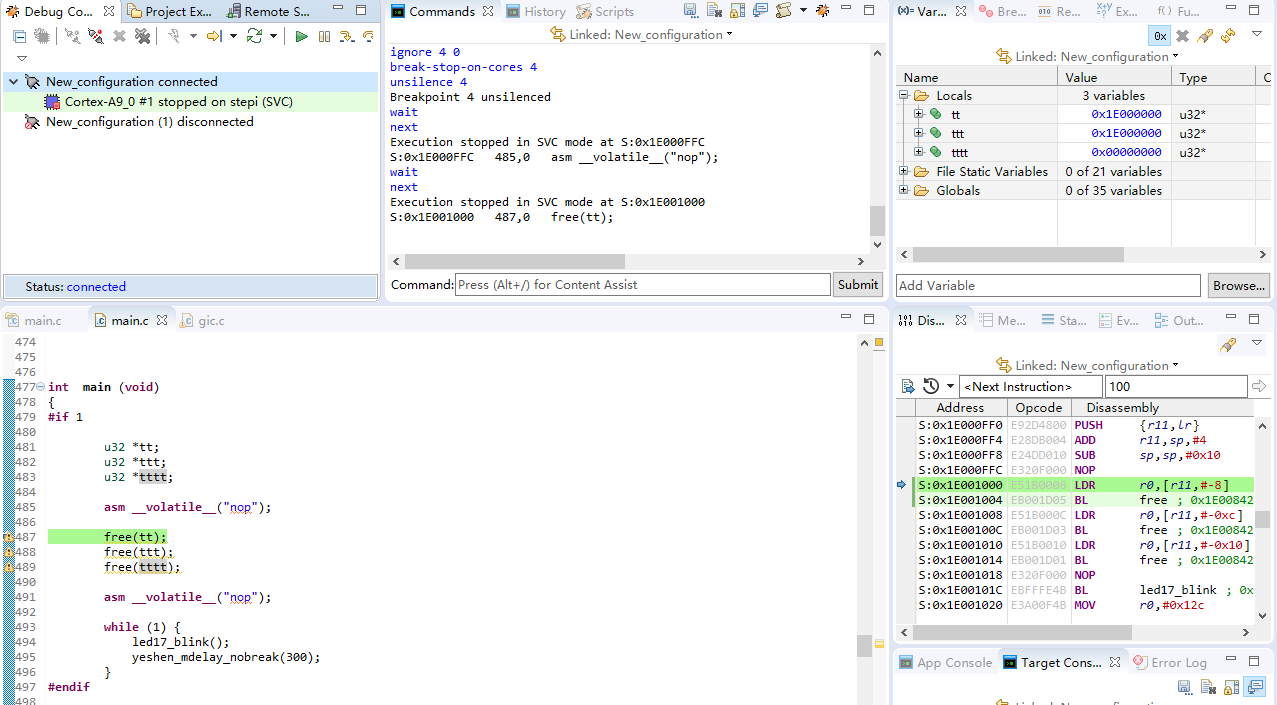 Debug Co... Project Ex... Remote S...
New_configuration connected
Cortex-A9_0 #1 stopped on stepi (SVC)
New_configuration (1) disconnected
Status: connected
Commands History Scripts
Linked: New_configuration
ignore 4 0
break-stop-on-cores 4
unsilence 4
Breakpoint 4 unsilenced
wait
next
Execution stopped in SVC mode at S:0x1E000FFC
S:0x1E000FFC 485,0 asm __volatile__("nop");
wait
next
Execution stopped in SVC mode at S:0x1E001000
S:0x1E001000 487,0 free(tt);
Command: Press (Alt+/) for Content Assist Submit
(x)= Var... Bre... Re... Ex... f() Fu...
0x
Linked: New_configuration
Name Value Type C
Locals 3 variables
tt 0x1E000000 u32*
ttt 0x1E000000 u32*
tttt 0x00000000 u32*
File Static Variables 0 of 21 variables
Globals 0 of 35 variables
Add Variable Browse...
main.c main.c gic.c
474
475
476
477 int main (void)
478 {
479 #if 1
480
481 u32 *tt;
482 u32 *ttt;
483 u32 *tttt;
484
485 asm __volatile__("nop");
486
487 free(tt);
488 free(ttt);
489 free(tttt);
490
491 asm __volatile__("nop");
492
493 while (1) {
494 led17_blink();
495 yeshen_mdelay_nobreak(300);
496 }
497 #endif
498
Dis... Me... Sta... Ev... Out...
Linked: New_configuration
<Next Instruction> 100
Address Opcode Disassembly
S:0x1E000FF0 E92D4800 PUSH {r11,lr}
S:0x1E000FF4 E28DB004 ADD r11,sp,#4
S:0x1E000FF8 E24DD010 SUB sp,sp,#0x10
S:0x1E000FFC E320F000 NOP
S:0x1E001000 E51B0008 LDR r0,[r11,#-8]
S:0x1E001004 EB001D05 BL free ; 0x1E00842
S:0x1E001008 E51B000C LDR r0,[r11,#-0xc]
S:0x1E00100C EB001D03 BL free ; 0x1E00842
S:0x1E001010 E51B0010 LDR r0,[r11,#-0x10]
S:0x1E001014 EB001D01 BL free ; 0x1E00842
S:0x1E001018 E320F000 NOP
S:0x1E00101C EBFFFE4B BL led17_blink ; 0x
S:0x1E001020 E3A00F4B MOV r0,#0x12c
App Console Target Cons... Error Log
Linked: New_configuration